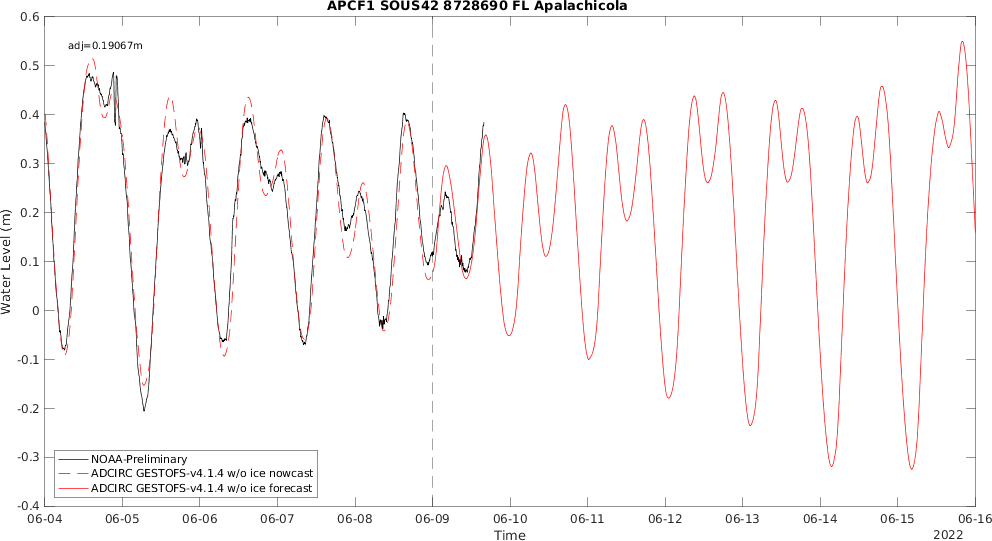 APCF1 SOUS42 8728690 FL Apalachicola
adj=0.19067m
0.6
0.5
0.4
0.3
0.2
0.1
0
-0.1
-0.2
-0.3
-0.4
Water Level (m)
NOAA-Preliminary
ADCIRC GESTOFS-v4.1.4 w/o ice nowcast
ADCIRC GESTOFS-v4.1.4 w/o ice forecast
06-04 06-05 06-06 06-07 06-08 06-09 06-10 06-11 06-12 06-13 06-14 06-15 06-16
Time
2022